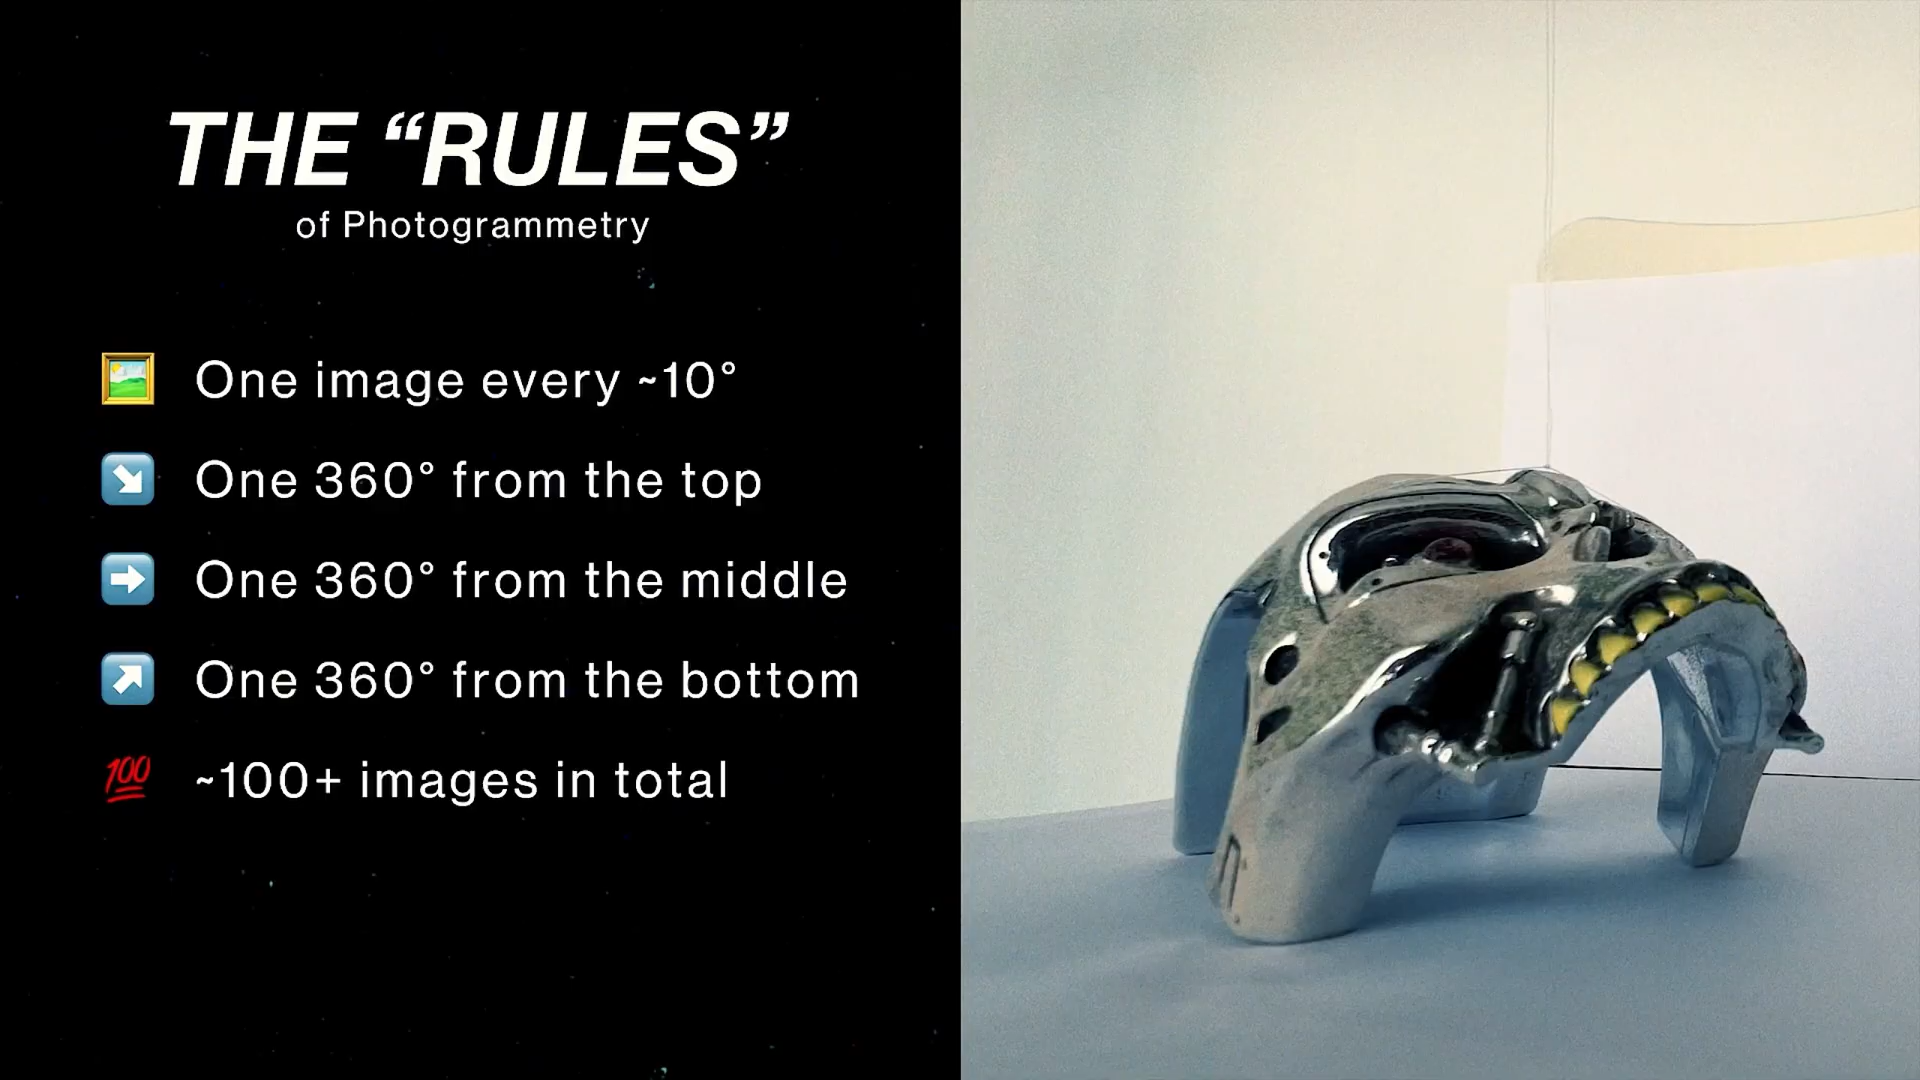 THE “RULES”
of Photogrammetry
One image every ~10°
One 360° from the top
One 360° from the middle
One 360° from the bottom
💯 ~100+ images in total